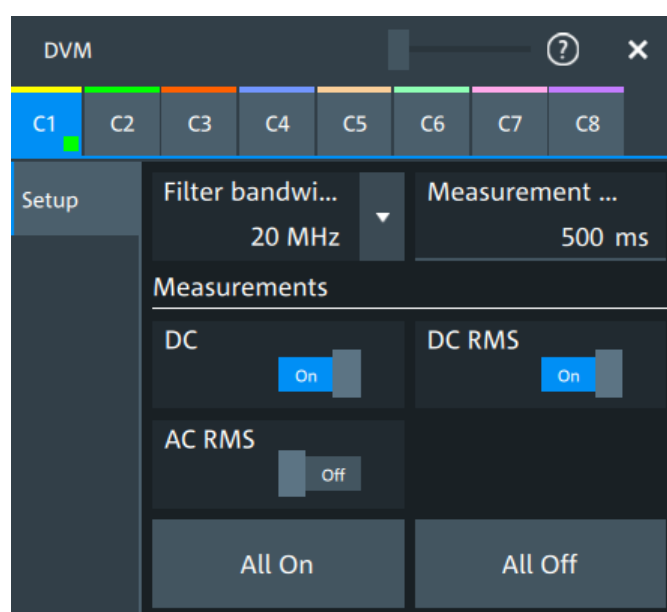 DVM ?
C1 C2 C3 C4 C5 C6 C7 C8
Setup
Filter bandwi...
20 MHz
Measurement ...
500 ms
Measurements
DC
On
DC RMS
On
AC RMS
Off
All On
All Off